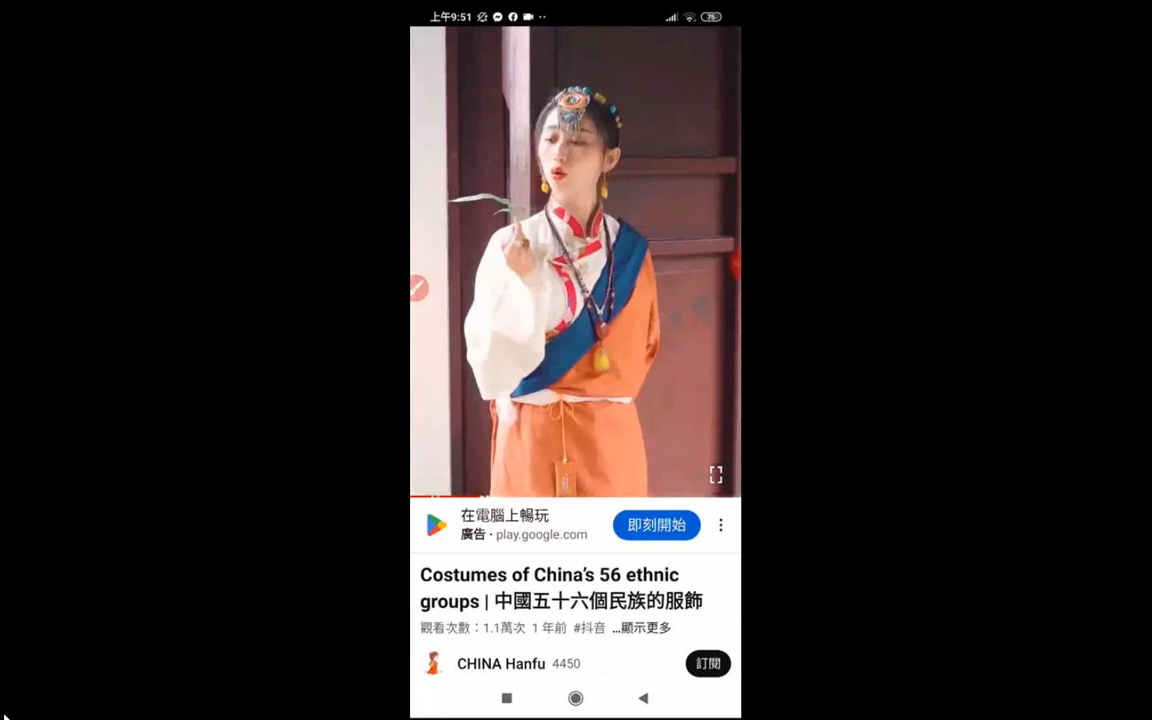 上午9:51
75
在電腦上暢玩
廣告 · play.google.com
即刻開始
Costumes of China’s 56 ethnic
groups | 中國五十六個民族的服飾
觀看次數：1.1萬次 1 年前 #抖音 ...顯示更多
CHINA Hanfu 4450
訂閱